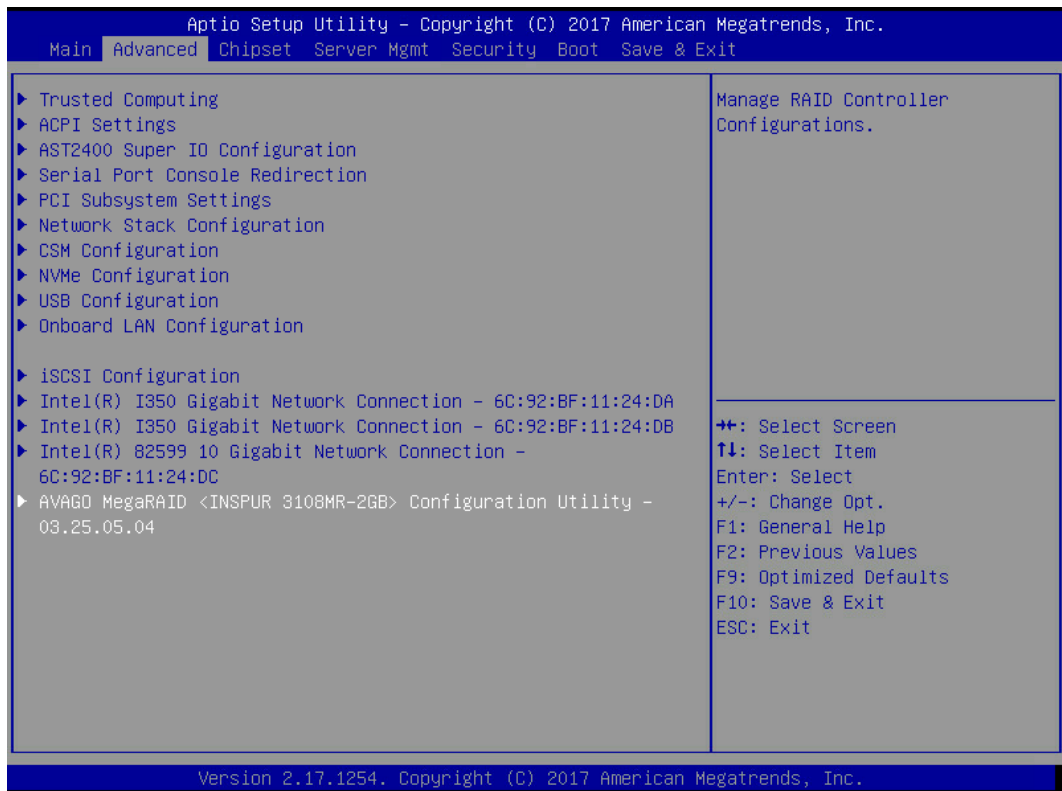 Aptio Setup Utility – Copyright (C) 2017 American Megatrends, Inc.
Main Advanced Chipset Server Mgmt Security Boot Save & Exit
▶ Trusted Computing
▶ ACPI Settings
▶ AST2400 Super IO Configuration
▶ Serial Port Console Redirection
▶ PCI Subsystem Settings
▶ Network Stack Configuration
▶ CSM Configuration
▶ NVMe Configuration
▶ USB Configuration
▶ Onboard LAN Configuration
▶ iSCSI Configuration
▶ Intel(R) I350 Gigabit Network Connection – 6C:92:BF:11:24:DA
▶ Intel(R) I350 Gigabit Network Connection – 6C:92:BF:11:24:DB
▶ Intel(R) 82599 10 Gigabit Network Connection –
6C:92:BF:11:24:DC
▶ AVAGO MegaRAID <INSPUR 3108MR-2GB> Configuration Utility –
03.25.05.04
Manage RAID Controller
Configurations.
→←: Select Screen
↑↓: Select Item
Enter: Select
+/-: Change Opt.
F1: General Help
F2: Previous Values
F9: Optimized Defaults
F10: Save & Exit
ESC: Exit
Version 2.17.1254. Copyright (C) 2017 American Megatrends, Inc.